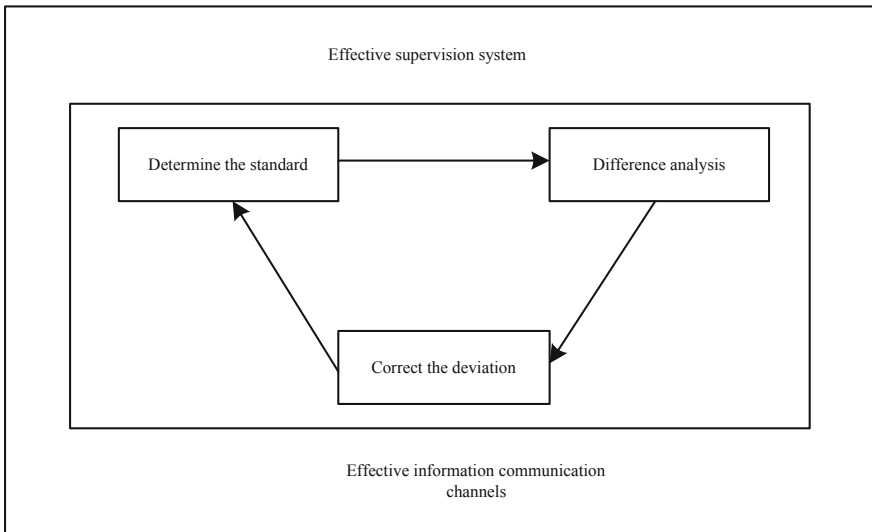 Effective supervision system
Determine the standard
Difference analysis
Correct the deviation
Effective information communication
channels